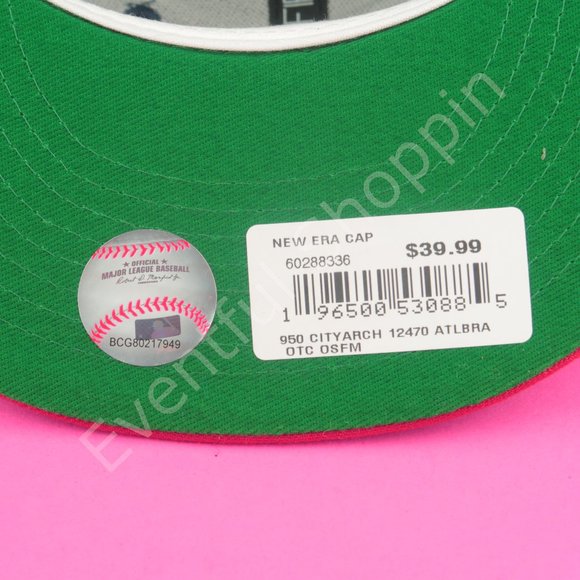 OFFICIAL
MAJOR LEAGUE BASEBALL
BCG80217949
NEW ERA CAP
$39.99
60288336
1 96500 53088 5
950 CITYARCH 12470 ATLBRA
OTC OSFM
Eventful Shoppin